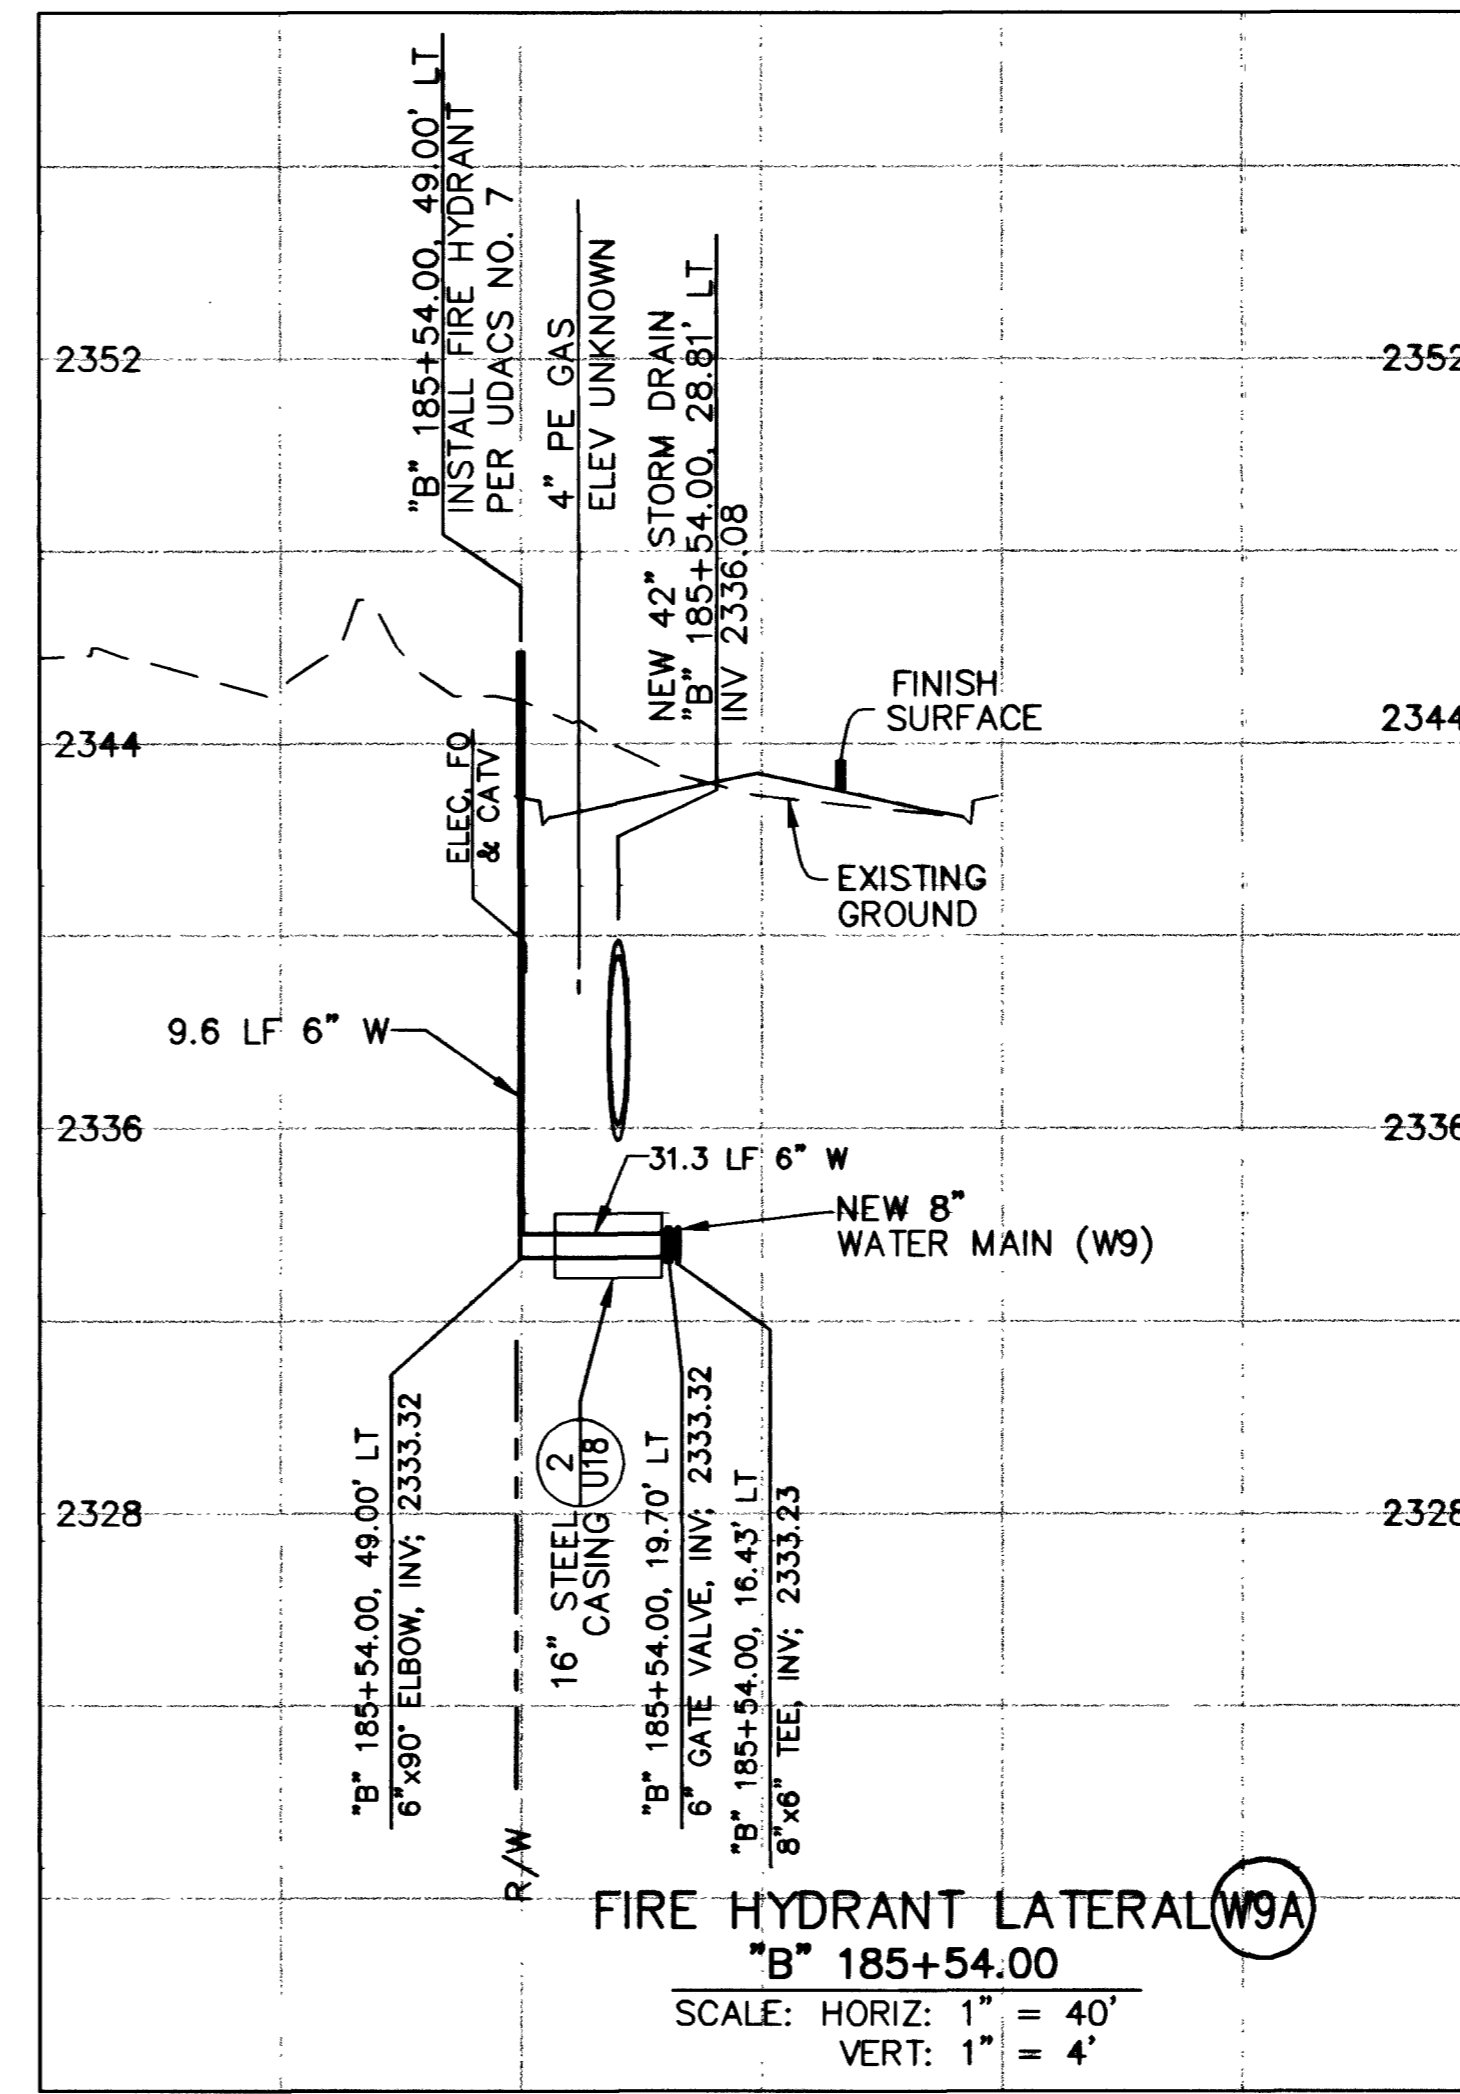 "B" 185+54.00, 49.00' LT
INSTALL FIRE HYDRANT
PER UDACS NO. 7
4" PE GAS
ELEV UNKNOWN
NEW 42" STORM DRAIN
"B" 185+54.00, 28.81' LT
INV 2336.08
2352
2352
FINISH
SURFACE
2344
2344
ELEC, FO
& CATV
EXISTING
GROUND
9.6 LF 6" W
2336
2336
31.3 LF 6" W
NEW 8"
WATER MAIN (W9)
"B" 185+54.00, 49.00' LT
6"x90° ELBOW, INV; 2333.32
R/W
2
U18
16" STEEL
CASING
"B" 185+54.00, 19.70' LT
6" GATE VALVE, INV; 2333.32
"B" 185+54.00, 16.43' LT
8"x6" TEE, INV; 2333.23
2328
2328
FIRE HYDRANT LATERAL W9A
"B" 185+54.00
SCALE: HORIZ: 1" = 40'
VERT: 1" = 4'